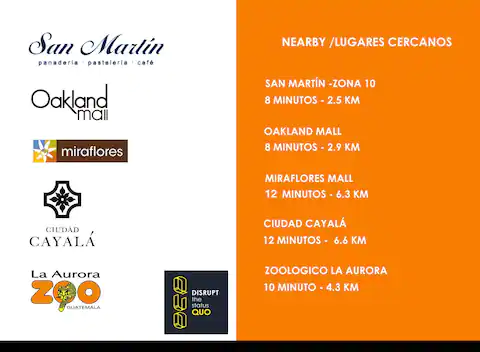 San Martín
panadería · pastelería · café
Oakland
mall
miraflores
CIUDAD
CAYALÁ
La Aurora
ZOO
GUATEMALA
DISRUPT
the
status
QUO
NEARBY /LUGARES CERCANOS
SAN MARTÍN -ZONA 10
8 MINUTOS - 2.5 KM
OAKLAND MALL
8 MINUTOS - 2.9 KM
MIRAFLORES MALL
12 MINUTOS - 6.3 KM
CIUDAD CAYALÁ
12 MINUTOS - 6.6 KM
ZOOLOGICO LA AURORA
10 MINUTO - 4.3 KM